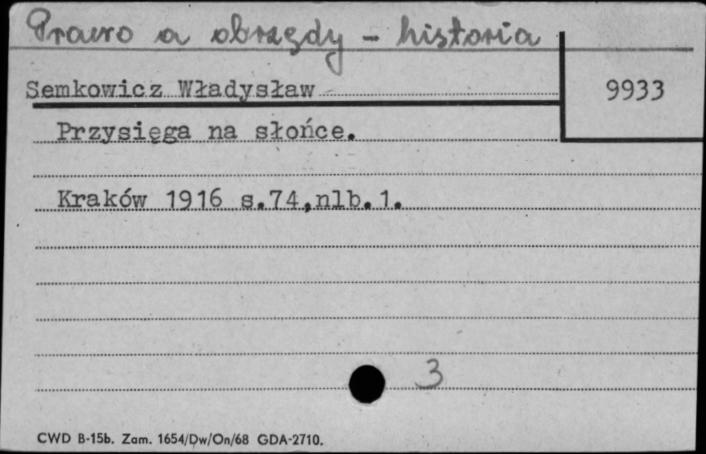 Prawo a obrzędy - historia
Semkowicz Władysław
9933
Przysięga na słońce.
Kraków 1916 s.74,nlb.1.
3
CWD B-15b. Zam. 1654/Dw/On/68 GDA-2710.